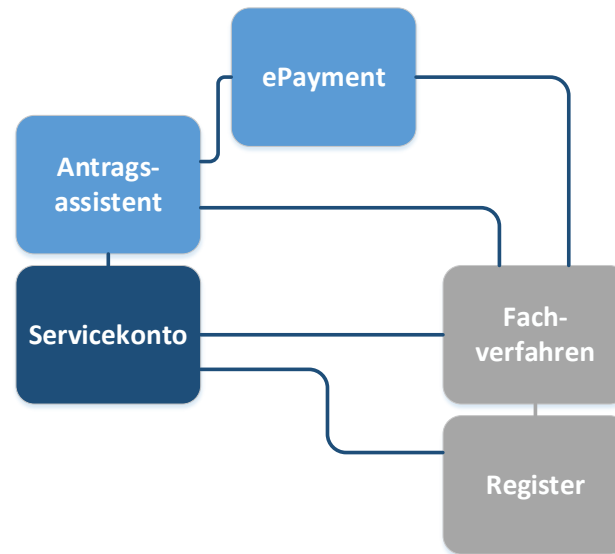 ePayment
Antrags-
assistent
Servicekonto
Fach-
verfahren
Register